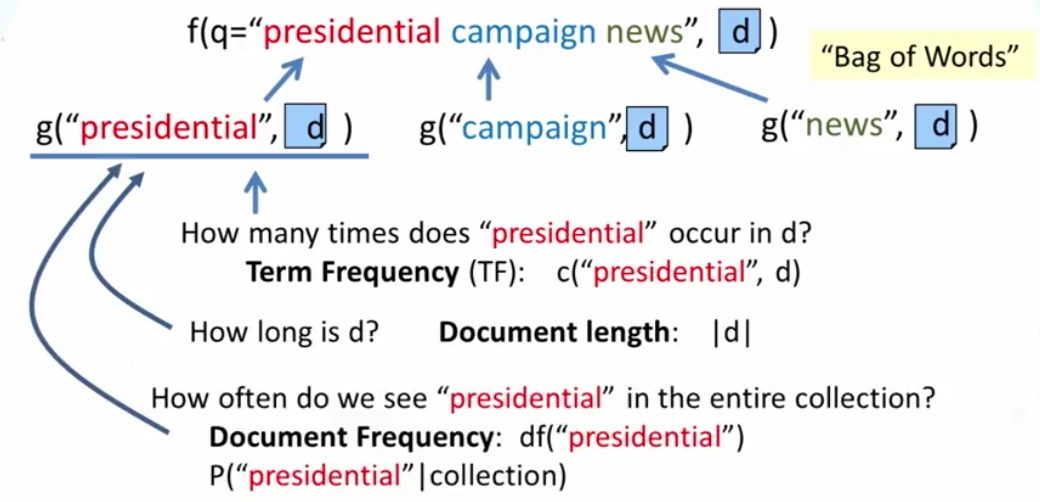 f(q=“presidential campaign news”, d )
“Bag of Words”
g(“presidential”, d )
g(“campaign”, d )
g(“news”, d )
How many times does “presidential” occur in d?
Term Frequency (TF): c(“presidential”, d)
How long is d? Document length: |d|
How often do we see “presidential” in the entire collection?
Document Frequency: df(“presidential”)
P(“presidential”|collection)